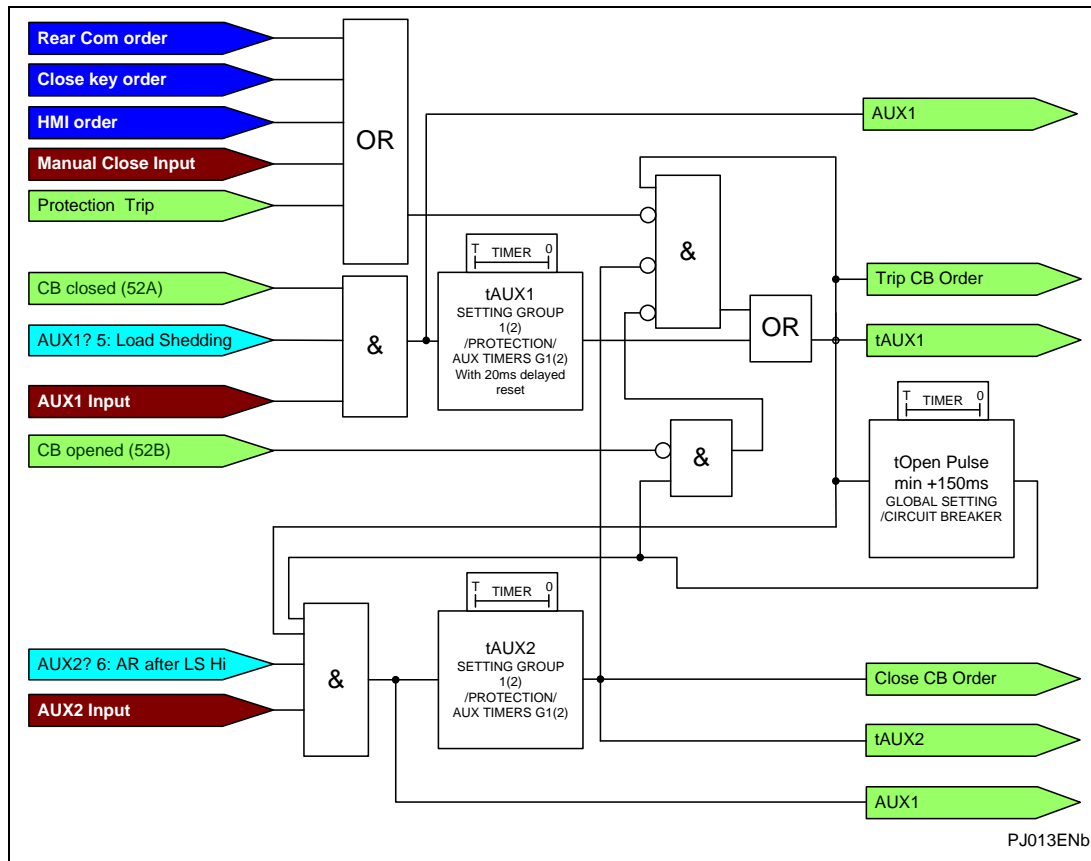 Rear Com order
Close key order
HMI order
Manual Close Input
Protection Trip
OR
AUX1
CB closed (52A)
AUX1? 5: Load Shedding
AUX1 Input
&
T TIMER 0
tAUX1
SETTING GROUP
1(2)
/PROTECTION/
AUX TIMERS G1(2)
With 20ms delayed
reset
&
OR
Trip CB Order
tAUX1
CB opened (52B)
&
T TIMER 0
tOpen Pulse
min +150ms
GLOBAL SETTING
/CIRCUIT BREAKER
AUX2? 6: AR after LS Hi
AUX2 Input
&
T TIMER 0
tAUX2
SETTING GROUP
1(2)
/PROTECTION/
AUX TIMERS G1(2)
Close CB Order
tAUX2
AUX1
PJ013ENb